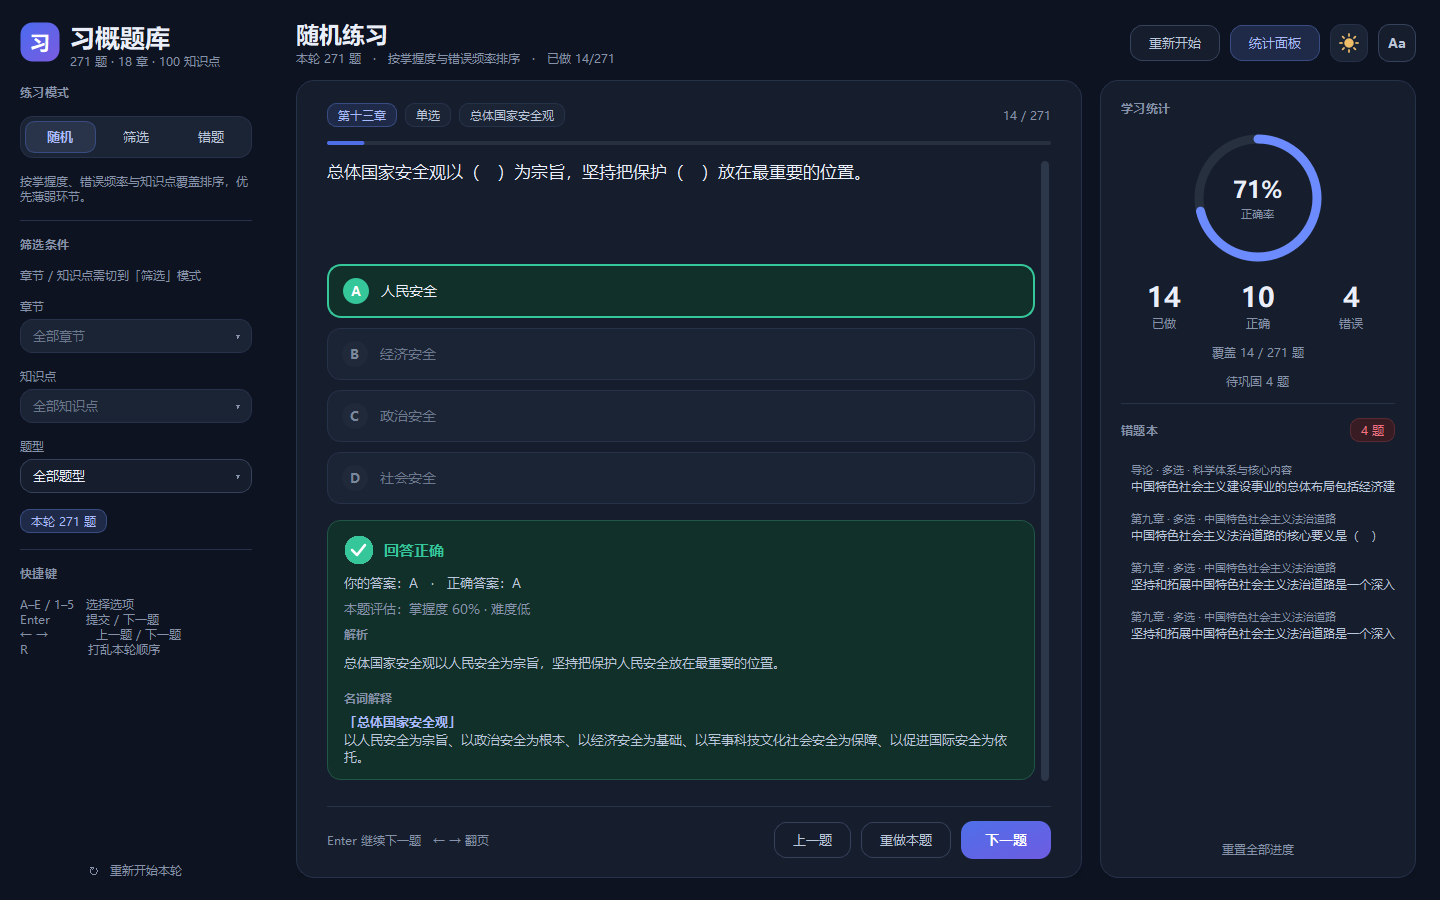 习
习概题库
271 题 · 18 章 · 100 知识点
练习模式
随机
筛选
错题
按掌握度、错误频率与知识点覆盖排序，优
先薄弱环节。
筛选条件
章节 / 知识点需切到「筛选」模式
章节
全部章节
知识点
全部知识点
题型
全部题型
本轮 271 题
快捷键
A–E / 1–5 选择选项
Enter 提交 / 下一题
← → 上一题 / 下一题
R 打乱本轮顺序
↻ 重新开始本轮
随机练习
本轮 271 题 · 按掌握度与错误频率排序 · 已做 14/271
重新开始
统计面板
Aa
第十三章
单选
总体国家安全观
14 / 271
总体国家安全观以（ ）为宗旨，坚持把保护（ ）放在最重要的位置。
A 人民安全
B 经济安全
C 政治安全
D 社会安全
回答正确
你的答案：A · 正确答案：A
本题评估：掌握度 60% · 难度低
解析
总体国家安全观以人民安全为宗旨，坚持把保护人民安全放在最重要的位置。
名词解释
「总体国家安全观」
以人民安全为宗旨、以政治安全为根本、以经济安全为基础、以军事科技文化社会安全为保障、以促进国际安全为依
托。
Enter 继续下一题 ← → 翻页
上一题
重做本题
下一题
学习统计
71%
正确率
14
已做
10
正确
4
错误
覆盖 14 / 271 题
待巩固 4 题
错题本
4 题
导论 · 多选 · 科学体系与核心内容
中国特色社会主义建设事业的总体布局包括经济建
第九章 · 多选 · 中国特色社会主义法治道路
中国特色社会主义法治道路的核心要义是（ ）
第九章 · 多选 · 中国特色社会主义法治道路
坚持和拓展中国特色社会主义法治道路是一个深入
第九章 · 多选 · 中国特色社会主义法治道路
坚持和拓展中国特色社会主义法治道路是一个深入
重置全部进度